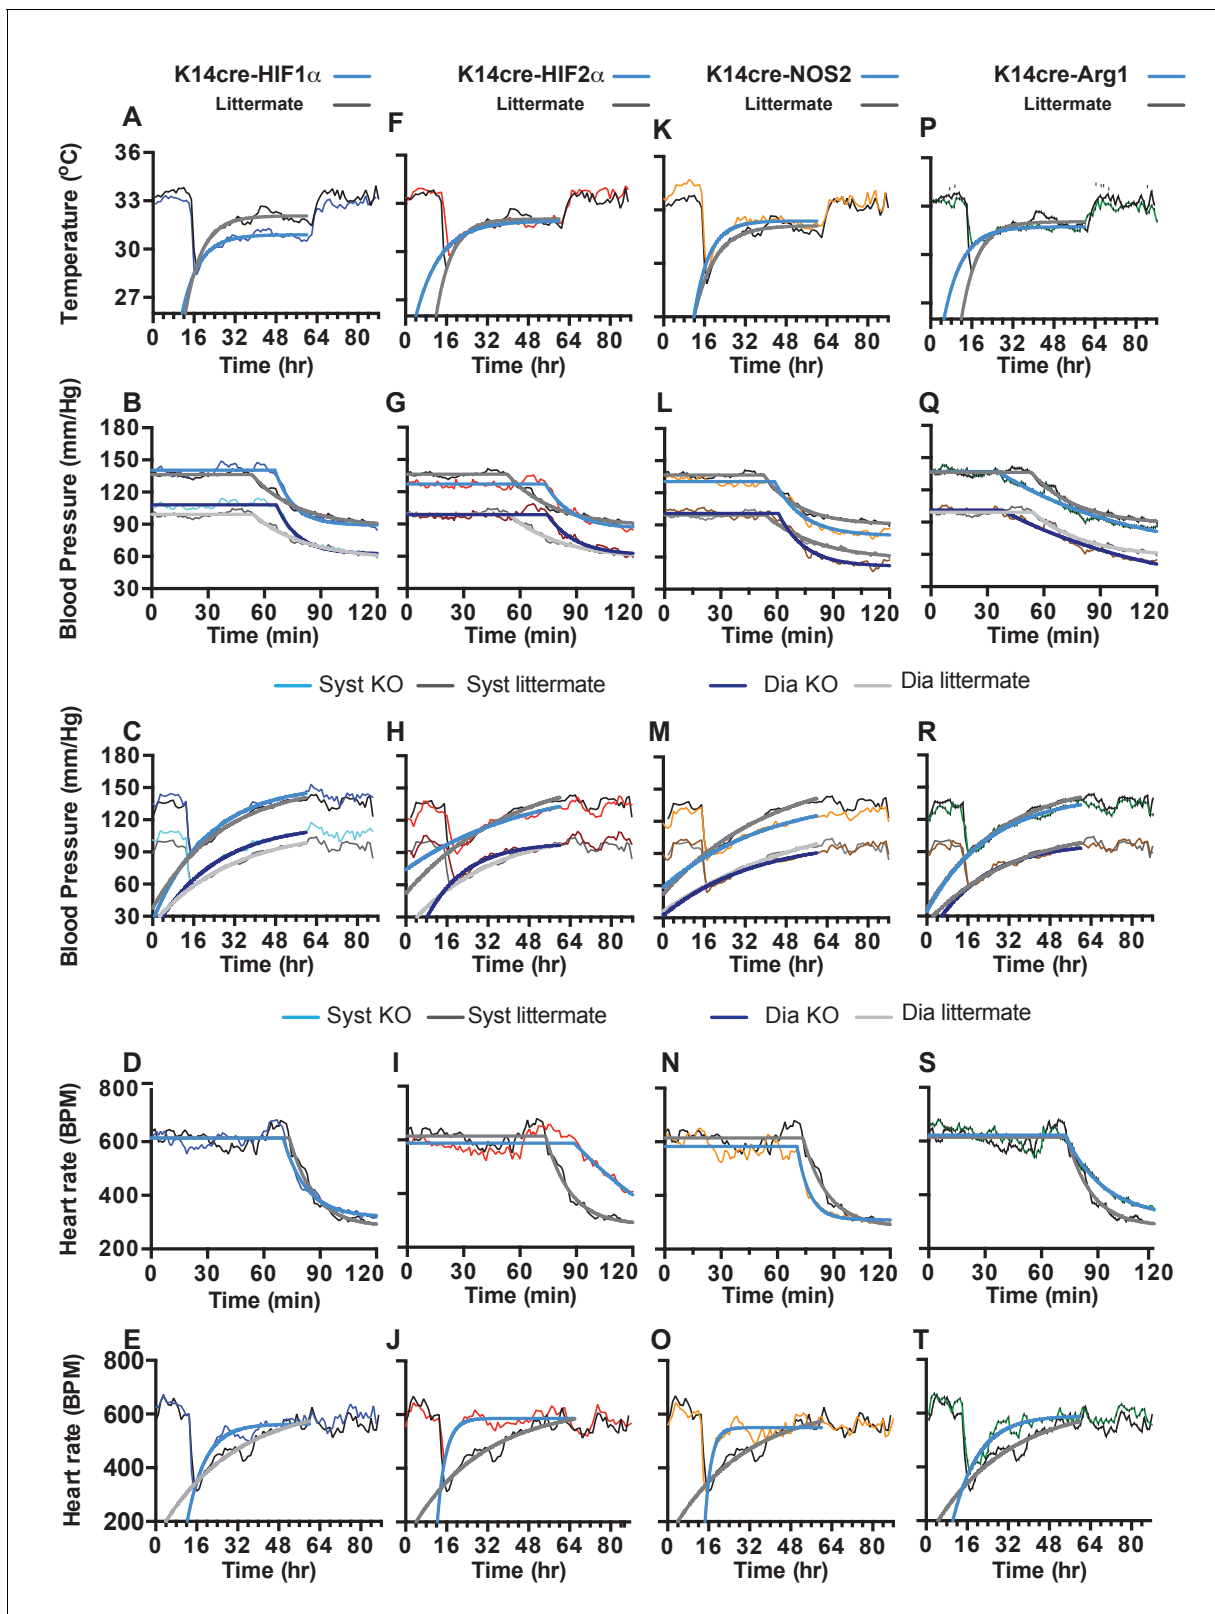 K14cre-HIF1α K14cre-HIF2α K14cre-NOS2 K14cre-Arg1
Littermate Littermate Littermate Littermate
A F K P
Temperature (°C)
36
33
30
27
0 16 32 48 64 80 0 16 32 48 64 80 0 16 32 48 64 80 0 16 32 48 64 80
Time (hr) Time (hr) Time (hr) Time (hr)
B G L Q
Blood Pressure (mm/Hg)
180
150
120
90
60
30
0 30 60 90 120 0 30 60 90 120 0 30 60 90 120 0 30 60 90 120
Time (min) Time (min) Time (min) Time (min)
Syst KO Syst littermate Dia KO Dia littermate
C H M R
Blood Pressure (mm/Hg)
180
150
120
90
60
30
0 16 32 48 64 80 0 16 32 48 64 80 0 16 32 48 64 80 0 16 32 48 64 80
Time (hr) Time (hr) Time (hr) Time (hr)
Syst KO Syst littermate Dia KO Dia littermate
D I N S
Heart rate (BPM)
800
600
400
200
0 30 60 90 120 0 30 60 90 120 0 30 60 90 120 0 30 60 90 120
Time (min) Time (min) Time (min) Time (min)
E J O T
Heart rate (BPM)
800
600
400
200
0 16 32 48 64 80 0 16 32 48 64 80 0 16 32 48 64 80 0 16 32 48 64 80
Time (hr) Time (hr) Time (hr) Time (hr)